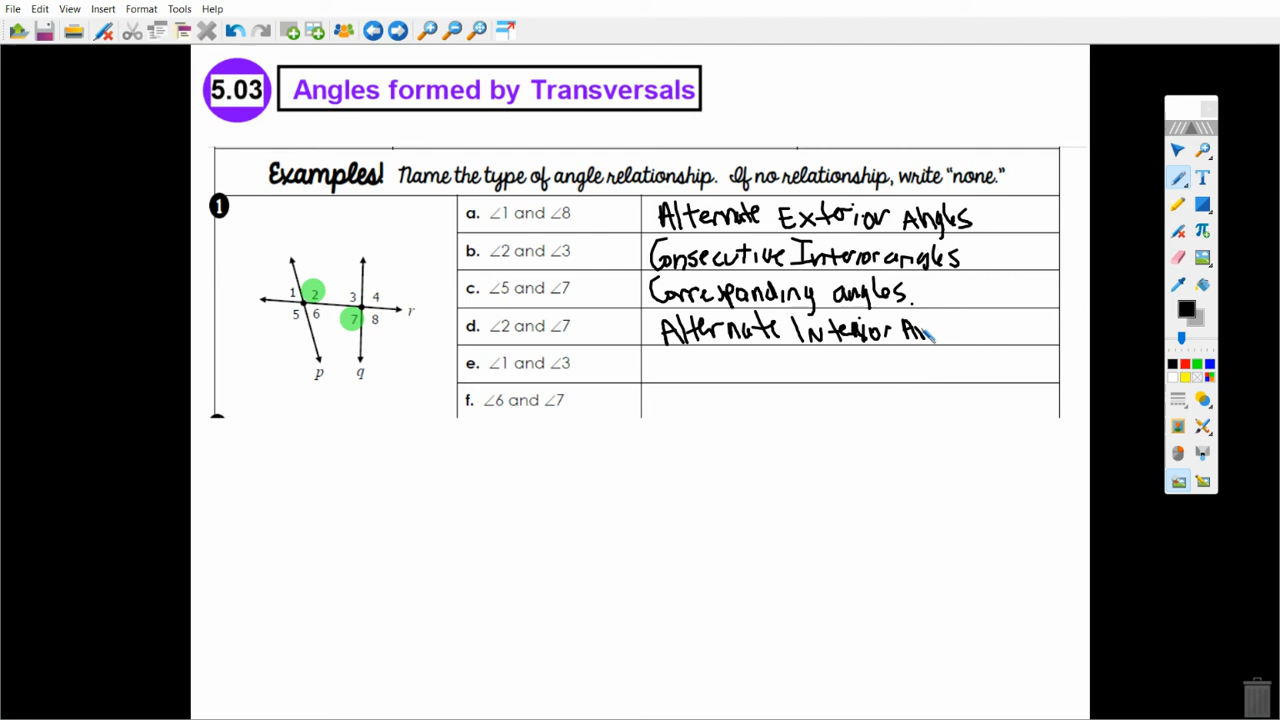 File Edit View Insert Format Tools Help
5.03 Angles formed by Transversals
Examples! Name the type of angle relationship. If no relationship, write “none.”
1
a. ∠1 and ∠8 Alternate Exterior Angles
b. ∠2 and ∠3 Consecutive Interior angles
c. ∠5 and ∠7 Corresponding angles.
d. ∠2 and ∠7 Alternate Interior An
e. ∠1 and ∠3
f. ∠6 and ∠7
1 2 3 4
5 6 7 8 r
p q